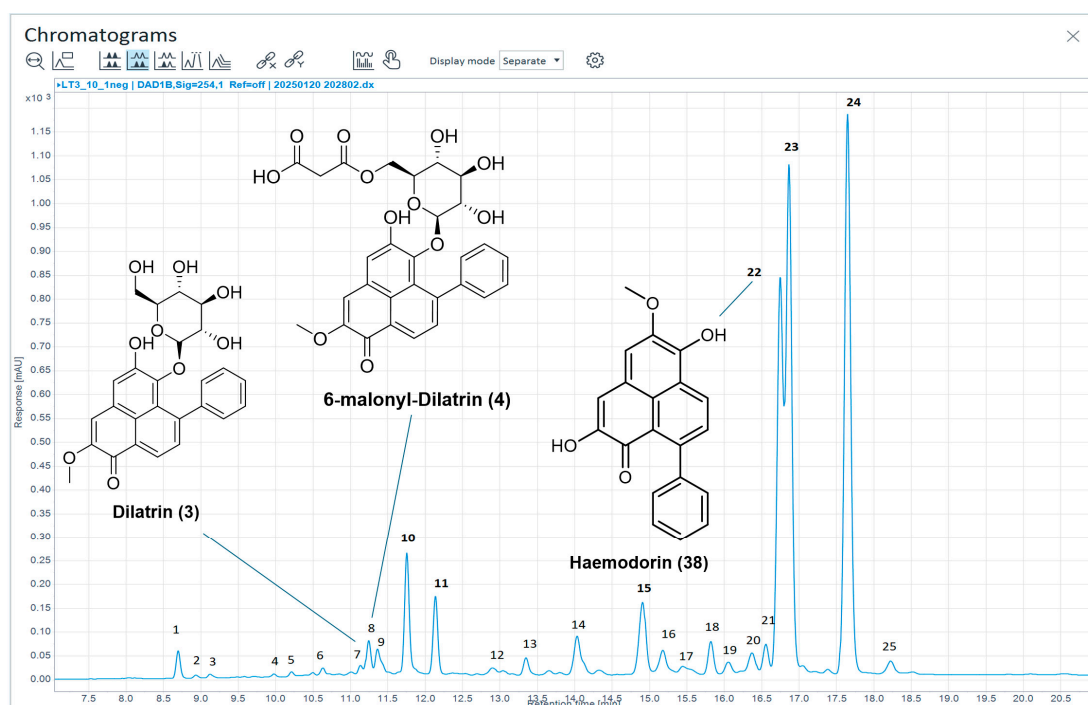 Chromatograms
Display mode Separate
▸LT3_10_1neg | DAD1B,Sig=254,1 Ref=off | 20250120 202802.dx
x10 3
1.15
1.10
1.05
1.00
0.95
0.90
0.85
0.80
0.75
0.70
0.65
0.60
0.55
0.50
0.45
0.40
0.35
0.30
0.25
0.20
0.15
0.10
0.05
0.00
Response [mAU]
7.5 8.0 8.5 9.0 9.5 10.0 10.5 11.0 11.5 12.0 12.5 13.0 13.5 14.0 14.5 15.0 15.5 16.0 16.5 17.0 17.5 18.0 18.5 19.0 19.5 20.0 20.5
Retention time [min]
1 2 3 4 5 6 7 8 9 10 11 12 13 14 15 16 17 18 19 20 21 22 23 24 25
OH OH
OH
O
OH
OH
O
O
O
Dilatrin (3)
O O
HO
O
OH
OH
O
OH
OH
O
O
O
6-malonyl-Dilatrin (4)
O
OH
HO
O
Haemodorin (38)